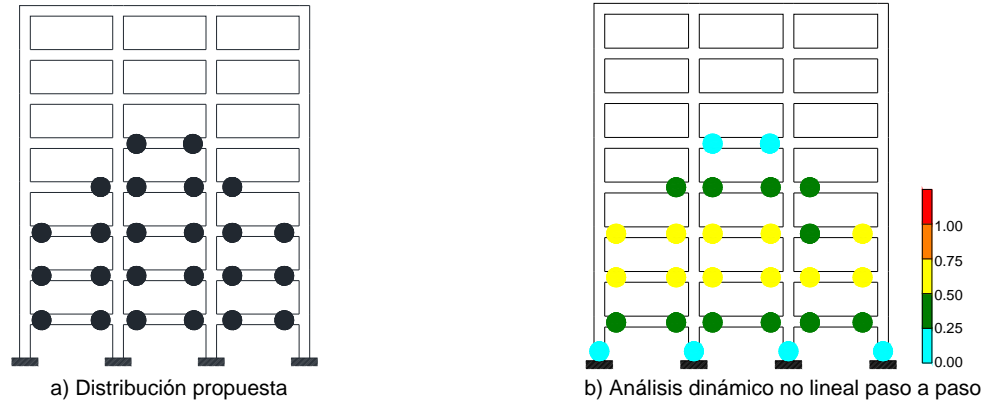 1.00
0.75
0.50
0.25
0.00
a) Distribución propuesta
b) Análisis dinámico no lineal paso a paso